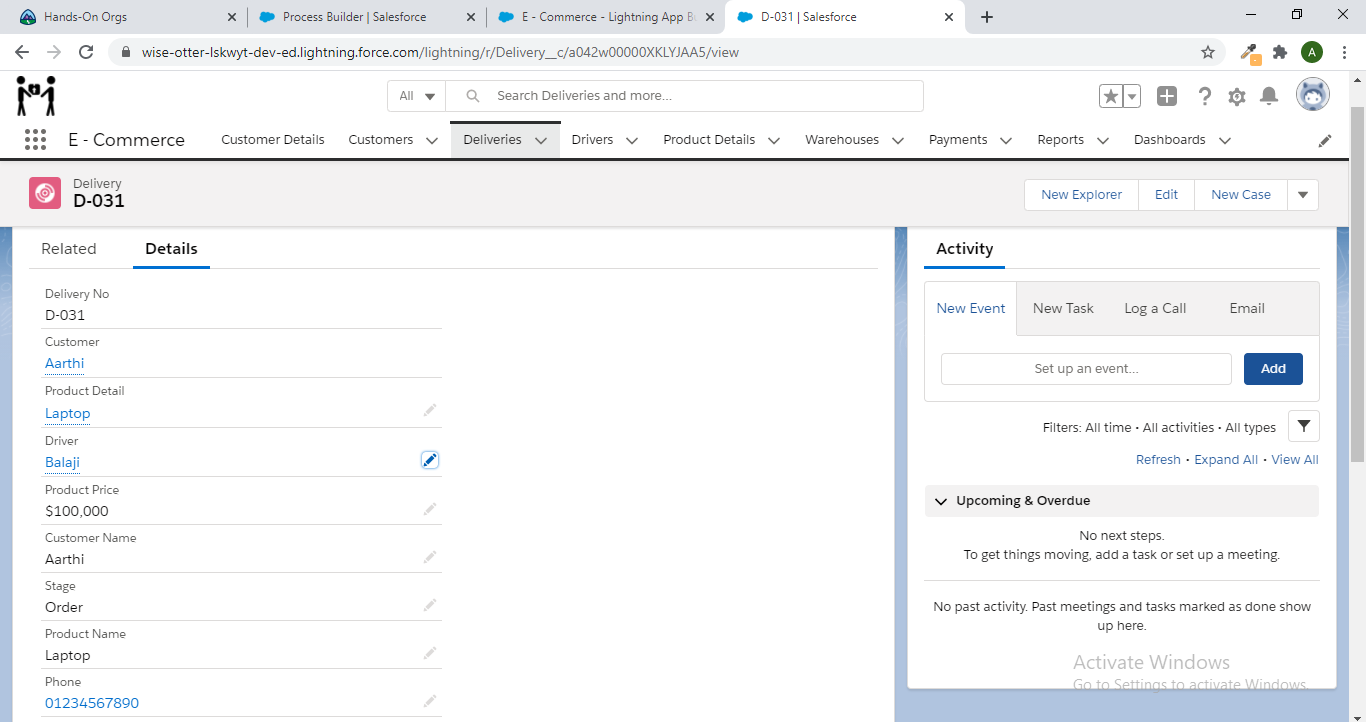 Hands-On Orgs
Process Builder | Salesforce
E - Commerce - Lightning App B
D-031 | Salesforce
wise-otter-lskwyt-dev-ed.lightning.force.com/lightning/r/Delivery__c/a042w00000XKLYJAA5/view
A
All
Search Deliveries and more...
E - Commerce
Customer Details
Customers
Deliveries
Drivers
Product Details
Warehouses
Payments
Reports
Dashboards
Delivery
D-031
New Explorer
Edit
New Case
Related
Details
Delivery No
D-031
Customer
Aarthi
Product Detail
Laptop
Driver
Balaji
Product Price
$100,000
Customer Name
Aarthi
Stage
Order
Product Name
Laptop
Phone
01234567890
Activity
New Event
New Task
Log a Call
Email
Set up an event...
Add
Filters: All time • All activities • All types
Refresh • Expand All • View All
Upcoming & Overdue
No next steps.
To get things moving, add a task or set up a meeting.
No past activity. Past meetings and tasks marked as done show
up here.
Activate Windows
Go to Settings to activate Windows.